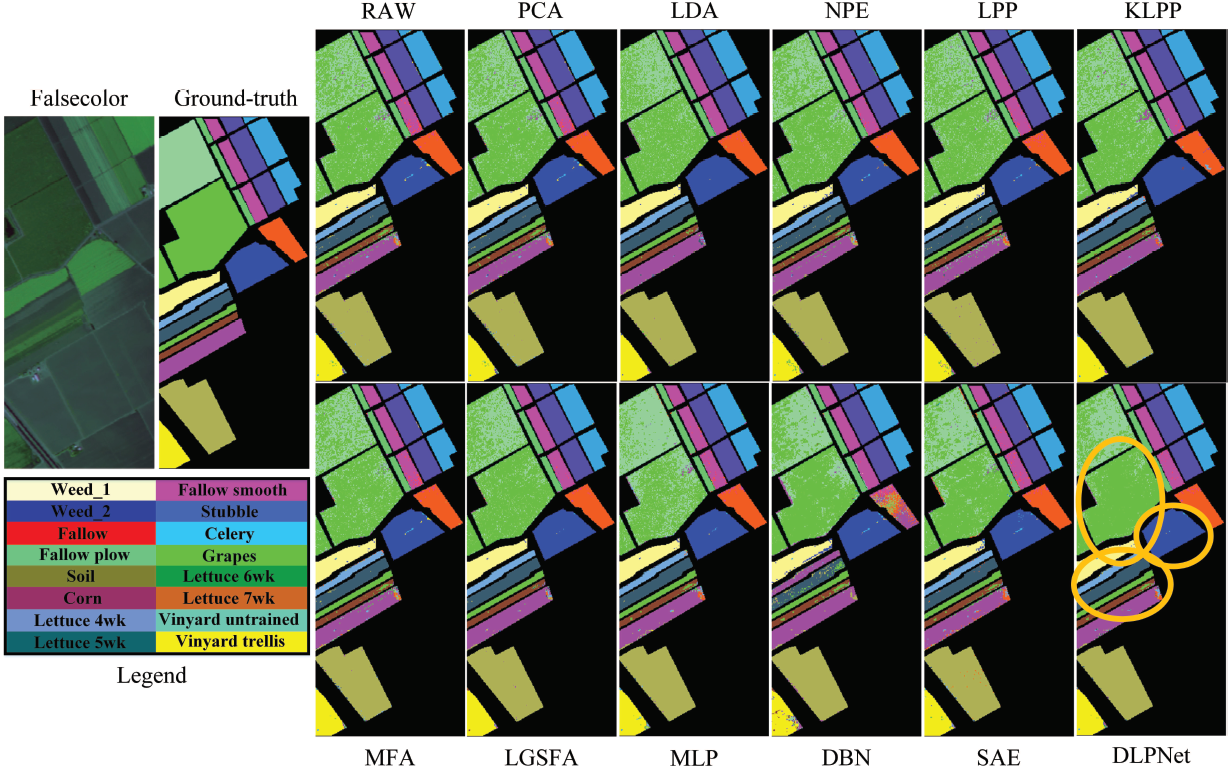 RAW PCA LDA NPE LPP KLPP
Falsecolor Ground-truth
Weed_1 Fallow smooth
Weed_2 Stubble
Fallow Celery
Fallow plow Grapes
Soil Lettuce 6wk
Corn Lettuce 7wk
Lettuce 4wk Vinyard untrained
Lettuce 5wk Vinyard trellis
Legend
MFA LGSFA MLP DBN SAE DLPNet